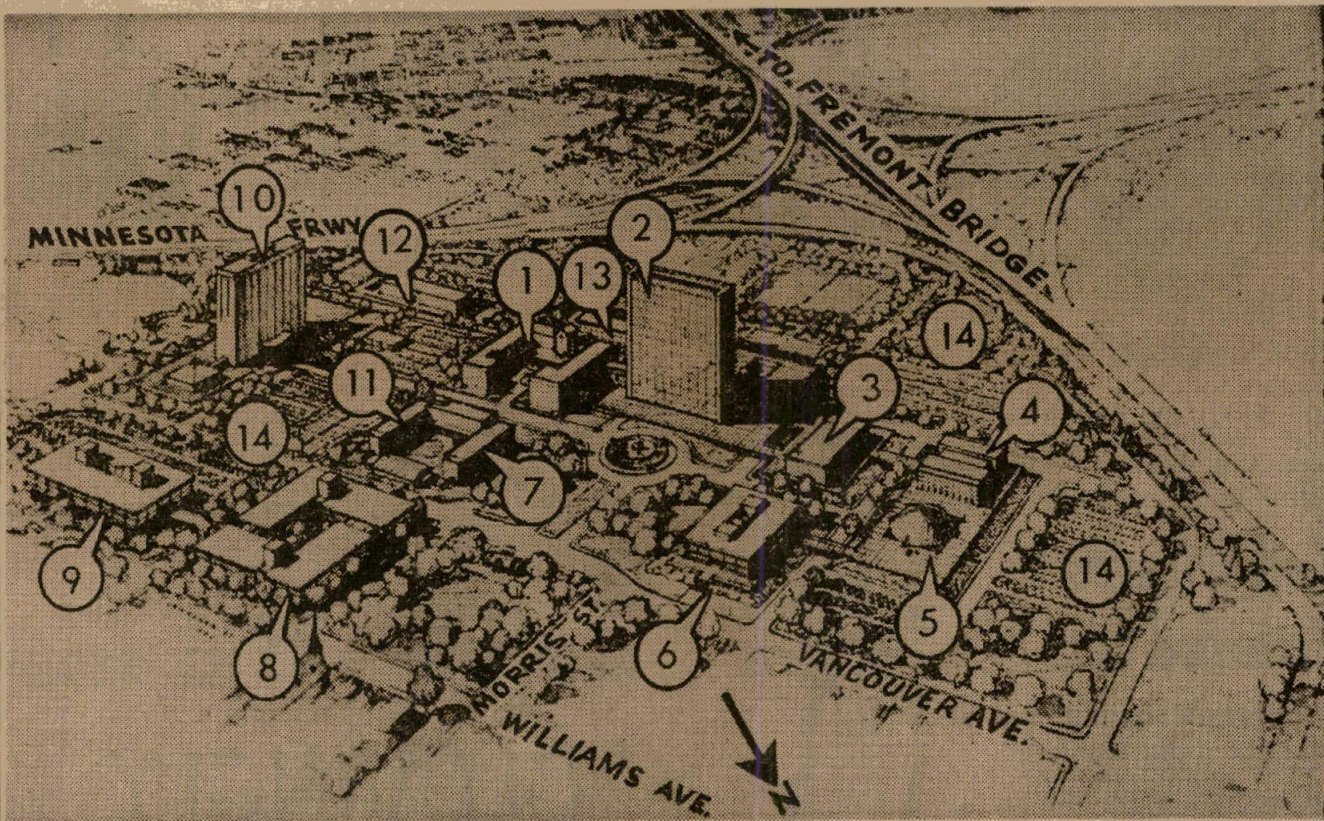 TO FREMONT BRIDGE
MINNESOTA FRWY
10
12
1
13
2
14
11
3
4
14
7
9
8
6
5
14
MORRIS ST.
WILLIAMS AVE.
VANCOUVER AVE.
N